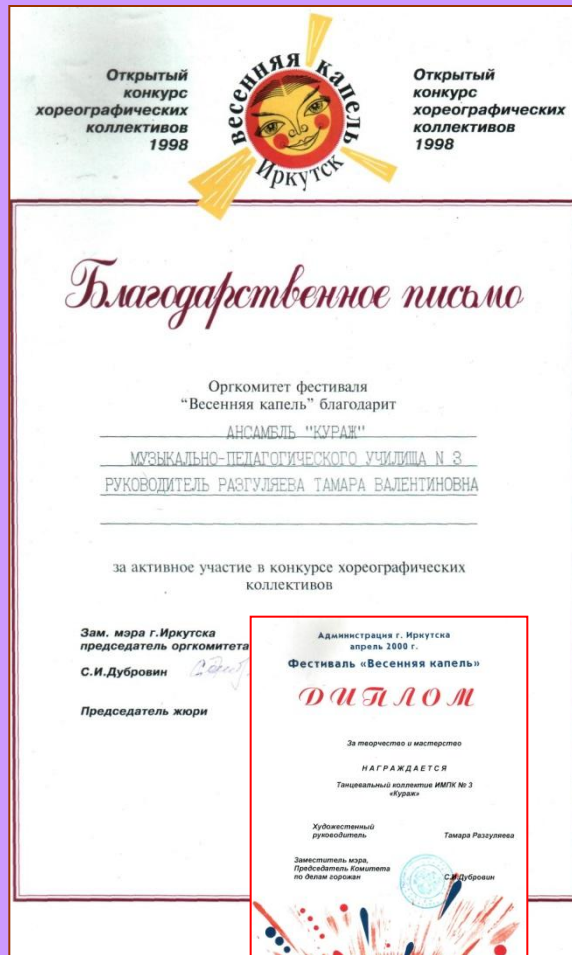 Открытый
конкурс
хореографических
коллективов
1998
весенняя капель
Иркутск
Открытый
конкурс
хореографических
коллективов
1998
Благодарственное письмо
Оргкомитет фестиваля
“Весенняя капель” благодарит
АНСАМБЛЬ "КУРАЖ"
МУЗЫКАЛЬНО-ПЕДАГОГИЧЕСКОГО УЧИЛИЩА N 3
РУКОВОДИТЕЛЬ РАЗГУЛЯЕВА ТАМАРА ВАЛЕНТИНОВНА
за активное участие в конкурсе хореографических
коллективов
Зам. мэра г.Иркутска
председатель оргкомитета
С.И.Дубровин
Председатель жюри
Администрация г. Иркутска
апрель 2000 г.
Фестиваль «Весенняя капель»
ДИПЛОМ
За творчество и мастерство
НАГРАЖДАЕТСЯ
Танцевальный коллектив ИМПК № 3
«Кураж»
Художественный
руководитель Тамара Разгуляева
Заместитель мэра,
Председатель Комитета
по делам горожан С.И.Дубровин